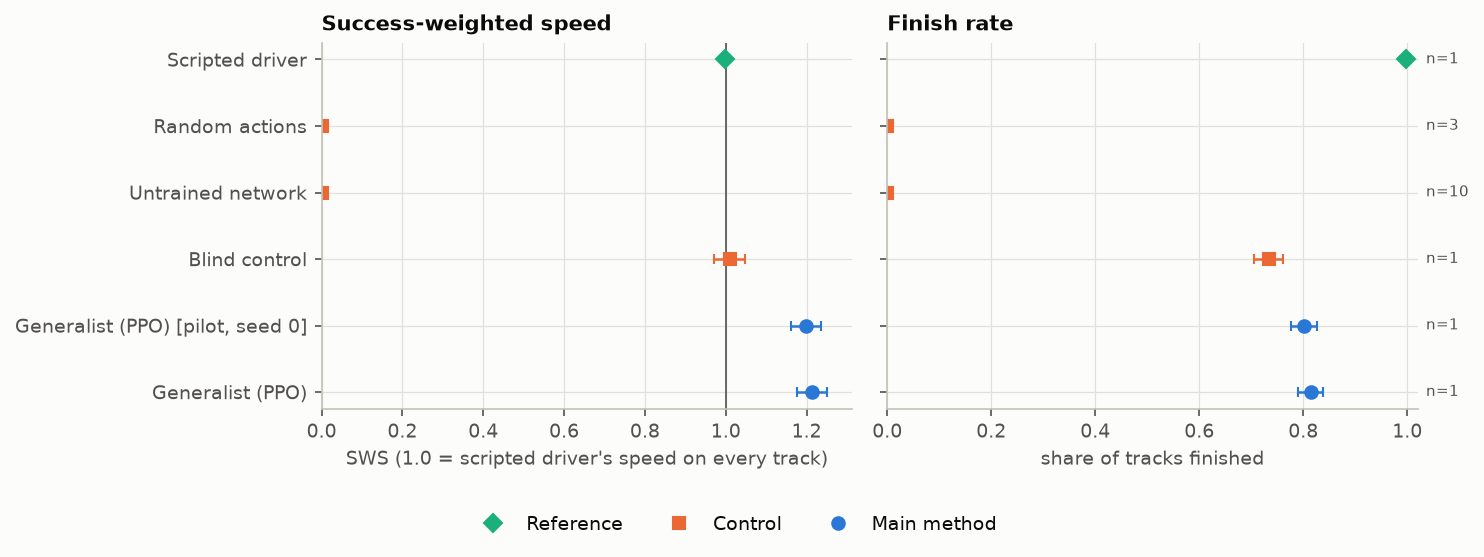 Success-weighted speed
Finish rate
Scripted driver
n=1
Random actions
n=3
Untrained network
n=10
Blind control
n=1
Generalist (PPO) [pilot, seed 0]
n=1
Generalist (PPO)
n=1
0.0 0.2 0.4 0.6 0.8 1.0 1.2
0.0 0.2 0.4 0.6 0.8 1.0
SWS (1.0 = scripted driver's speed on every track)
share of tracks finished
Reference Control Main method